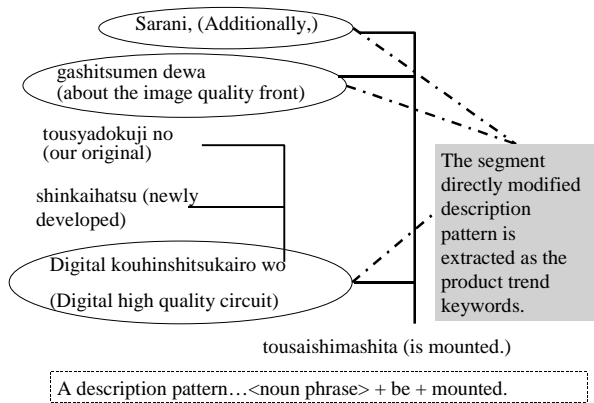 Sarani, (Additionally,)
gashitsumen dewa
(about the image quality front)
tousyadokuji no
(our original)
shinkaihatsu (newly
developed)
Digital kouhinshitsukairo wo
(Digital high quality circuit)
The segment
directly modified
description
pattern is
extracted as the
product trend
keywords.
tousaishimashita (is mounted.)
A description pattern…<noun phrase> + be + mounted.